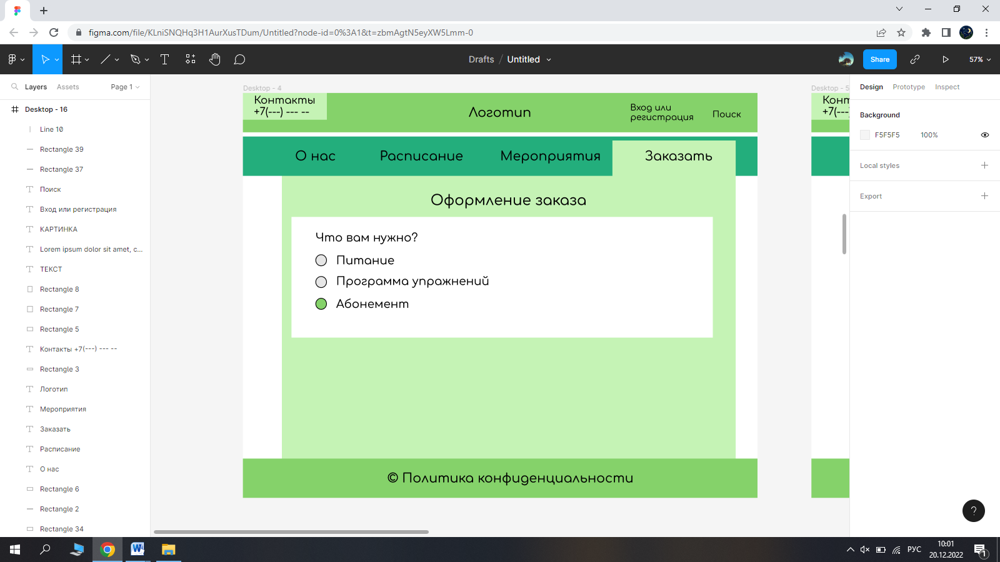 figma.com/file/KLniSNQHq3H1AurXusTDum/Untitled?node-id=0%3A1&t=zbmAgtN5eyXW5Lmm-0
Drafts / Untitled
Share
57%
Layers
Assets
Page 1
Desktop - 16
Line 10
Rectangle 39
Rectangle 37
Поиск
Вход или регистрация
КАРТИНКА
Lorem ipsum dolor sit amet, c...
ТЕКСТ
Rectangle 8
Rectangle 7
Rectangle 5
Контакты +7(---) --- --
Rectangle 3
Логотип
Мероприятия
Заказать
Расписание
О нас
Rectangle 6
Rectangle 2
Rectangle 34
Desktop - 4
Контакты
+7(---) --- --
Логотип
Вход или
регистрация
Поиск
О нас
Расписание
Мероприятия
Заказать
Оформление заказа
Что вам нужно?
Питание
Программа упражнений
Абонемент
© Политика конфиденциальности
Desktop - 5
Конт
+7(---)
Design
Prototype
Inspect
Background
F5F5F5
100%
Local styles
Export
?
РУС
10:01
20.12.2022
1